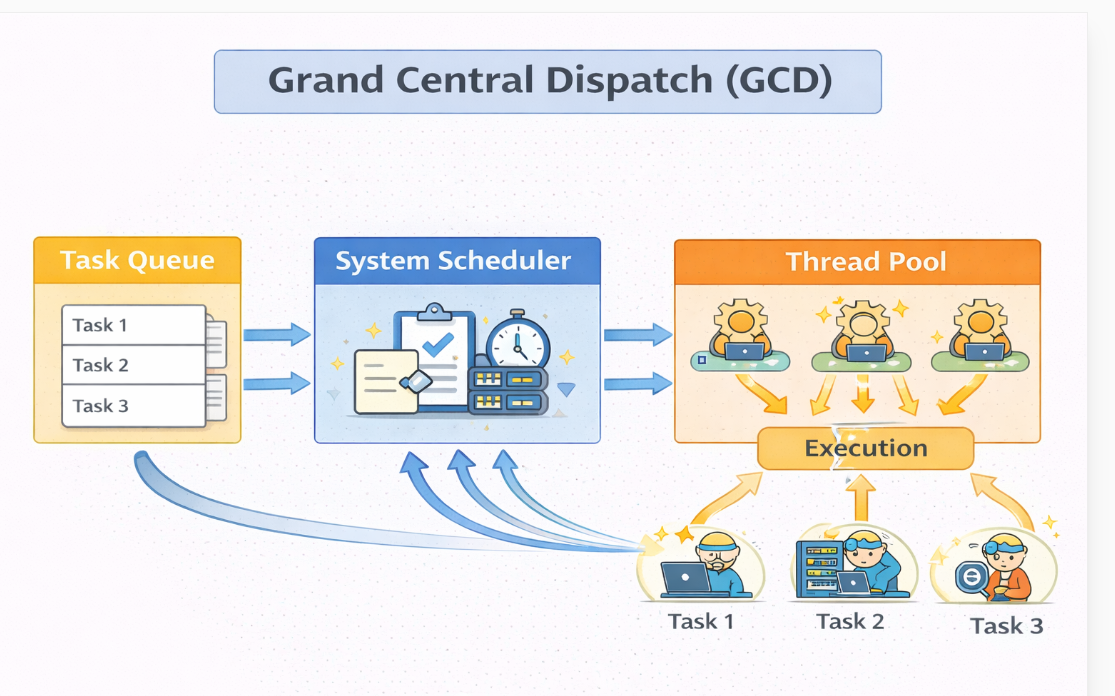 Grand Central Dispatch (GCD)
Task Queue
Task 1
Task 2
Task 3
System Scheduler
Thread Pool
Execution
Task 1
Task 2
Task 3